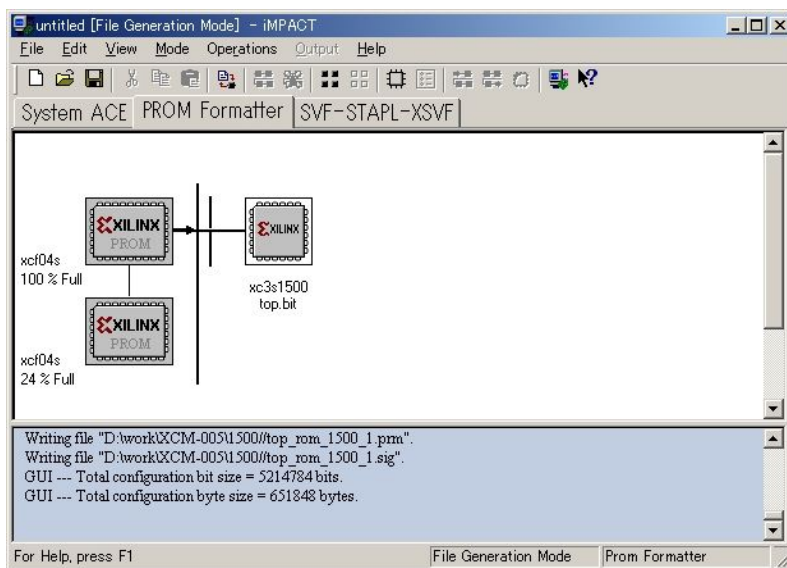 untitled [File Generation Mode] - iMPACT
File Edit View Mode Operations Output Help
System ACE PROM Formatter SVF-STAPL-XSVF
XILINX
PROM
XILINX
xcf04s
100 % Full
xc3s1500
top.bit
XILINX
PROM
xcf04s
24 % Full
Writing file "D:\work\XCM-005\1500//top_rom_1500_1.prm".
Writing file "D:\work\XCM-005\1500//top_rom_1500_1.sig".
GUI --- Total configuration bit size = 5214784 bits.
GUI --- Total configuration byte size = 651848 bytes.
For Help, press F1 File Generation Mode Prom Formatter